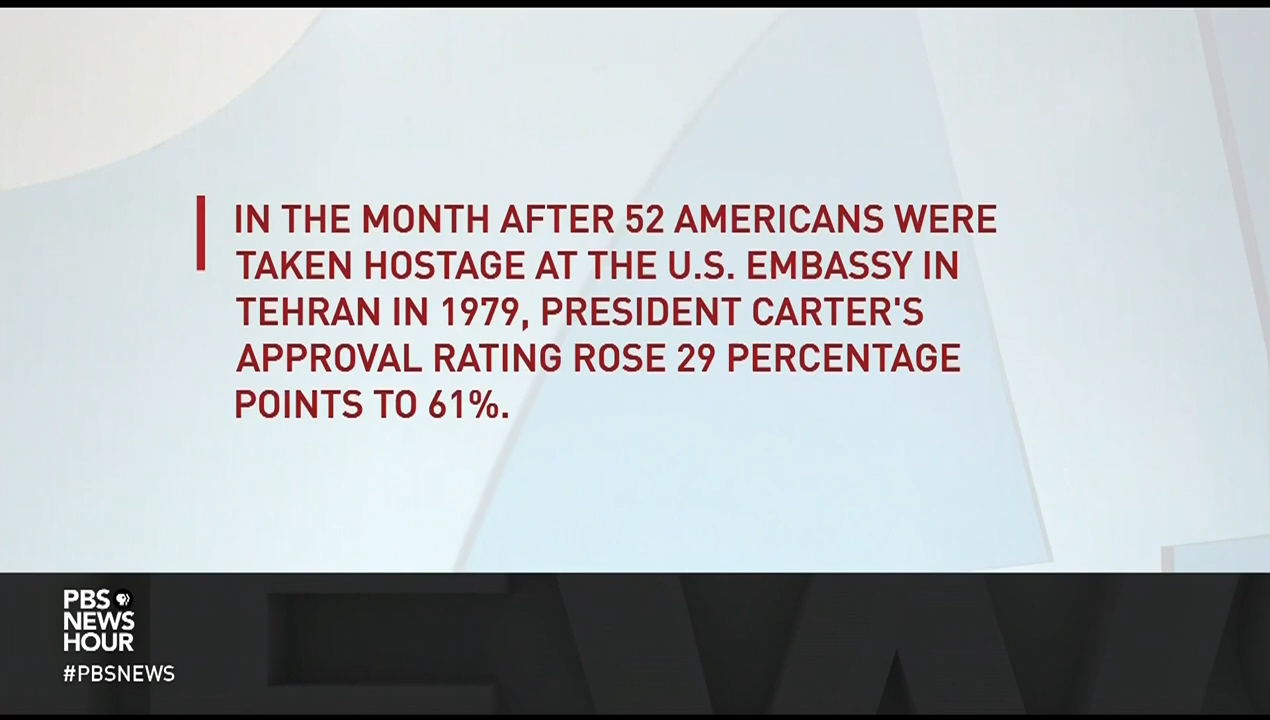 IN THE MONTH AFTER 52 AMERICANS WERE
TAKEN HOSTAGE AT THE U.S. EMBASSY IN
TEHRAN IN 1979, PRESIDENT CARTER'S
APPROVAL RATING ROSE 29 PERCENTAGE
POINTS TO 61%.
PBS
NEWS
HOUR
#PBSNEWS